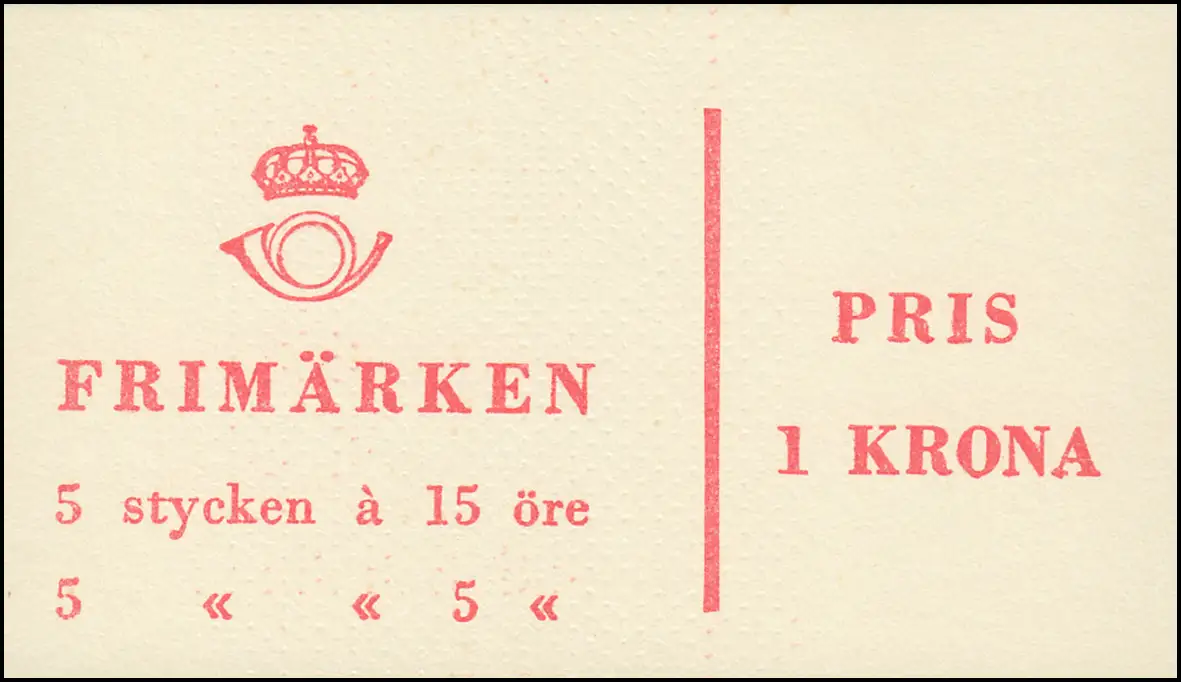 FRIMÄRKEN
5 stycken à 15 öre
5 « « 5 «
PRIS
1 KRONA